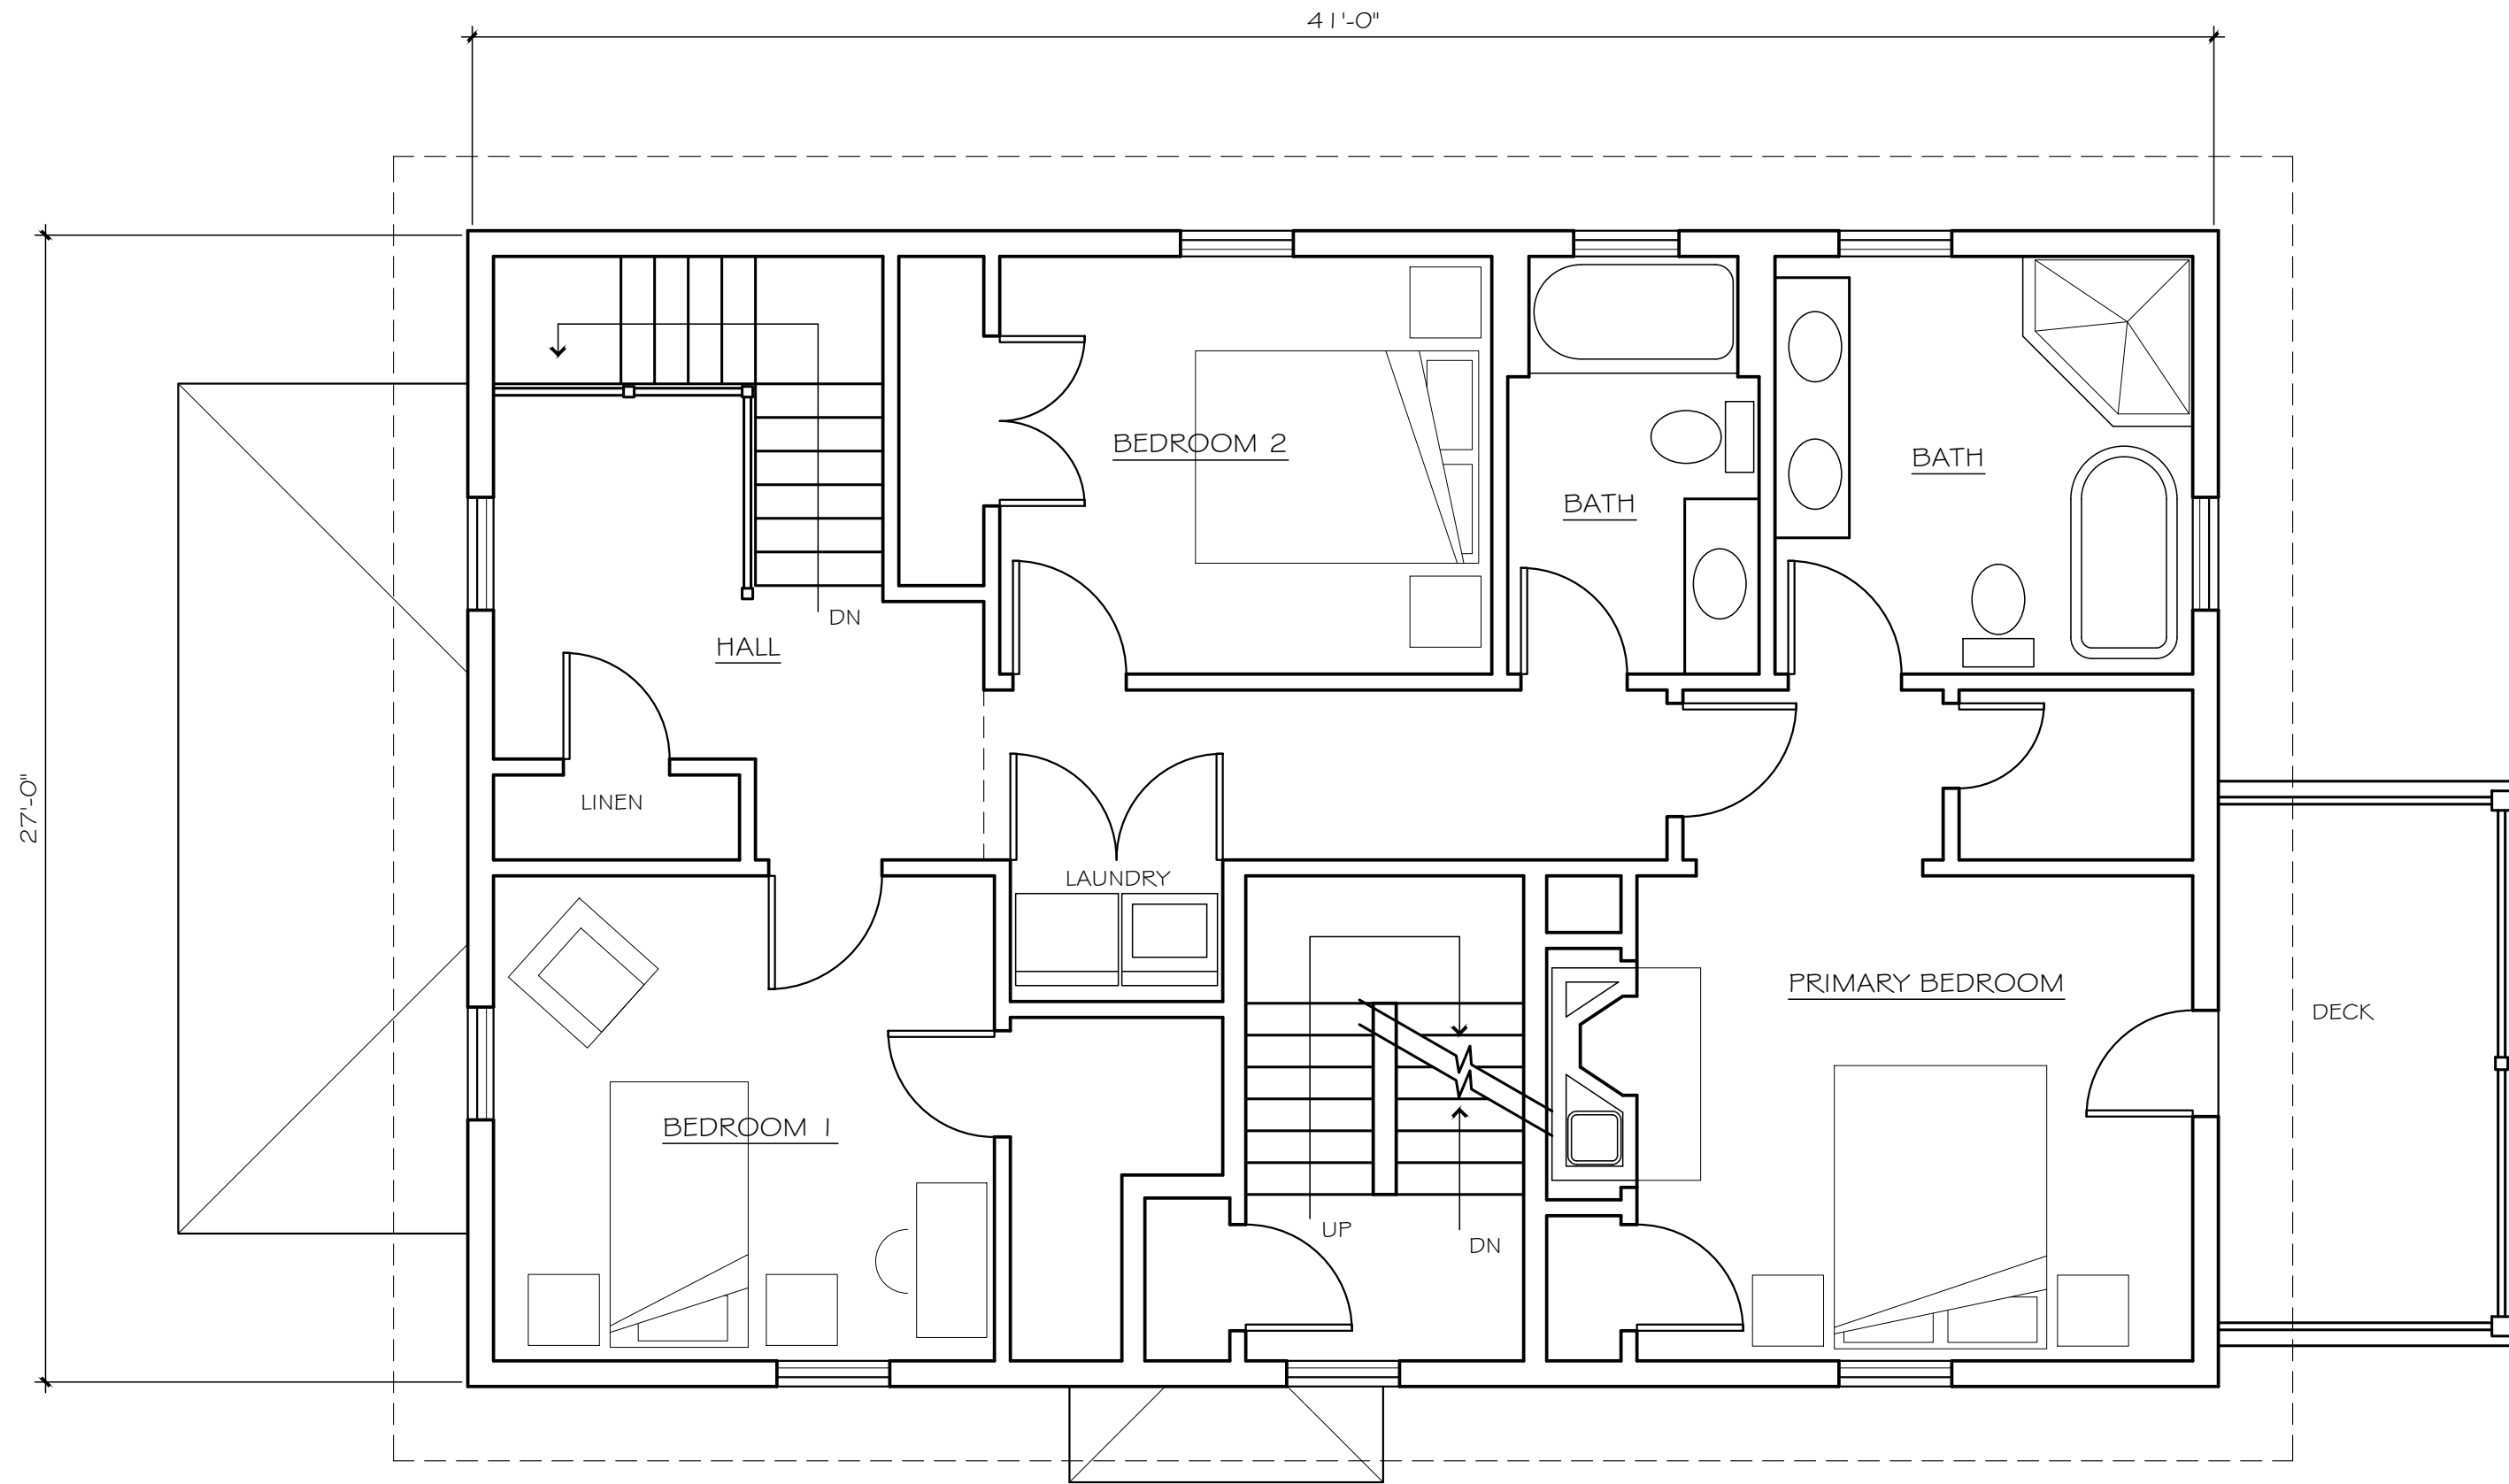 41'-0"
27'-0"
BEDROOM 2
BATH
BATH
DN
HALL
LINEN
LAUNDRY
PRIMARY BEDROOM
DECK
BEDROOM 1
UP
DN